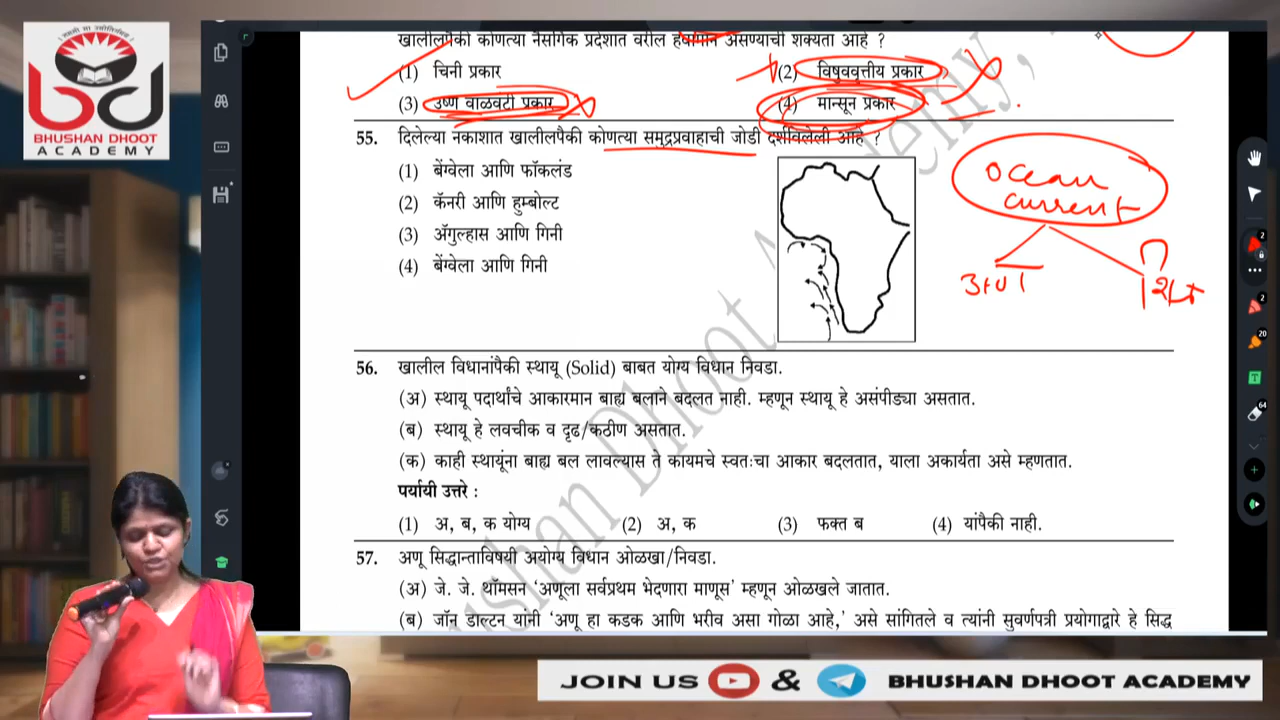 BHUSHAN DHOOT
ACADEMY
खालीलपैकी कोणत्या नैसर्गिक प्रदेशात वरील हवामान असण्याची शक्यता आहे ?
(1) चिनी प्रकार
(2) विषुववृत्तीय प्रकार
(3) उष्ण वाळवंटी प्रकार
(4) मान्सून प्रकार
55. दिलेल्या नकाशात खालीलपैकी कोणत्या समुद्रप्रवाहाची जोडी दर्शविलेली आहे ?
(1) बेंग्वेला आणि फॉकलंड
(2) कॅनरी आणि हुम्बोल्ट
(3) ॲगुल्हास आणि गिनी
(4) बेंग्वेला आणि गिनी
ocean
current
उष्ण
शित
56. खालील विधानांपैकी स्थायू (Solid) बाबत योग्य विधान निवडा.
(अ) स्थायू पदार्थांचे आकारमान बाह्य बलाने बदलत नाही. म्हणून स्थायू हे असंपीड्या असतात.
(ब) स्थायू हे लवचीक व दृढ/कठीण असतात.
(क) काही स्थायूंना बाह्य बल लावल्यास ते कायमचे स्वतःचा आकार बदलतात, याला अकार्यता असे म्हणतात.
पर्यायी उत्तरे :
(1) अ, ब, क योग्य (2) अ, क (3) फक्त ब (4) यांपैकी नाही.
57. अणू सिद्धान्ताविषयी अयोग्य विधान ओळखा/निवडा.
(अ) जे. जे. थॉमसन ‘अणूला सर्वप्रथम भेदणारा माणूस’ म्हणून ओळखले जातात.
(ब) जॉन डाल्टन यांनी ‘अणू हा कडक आणि भरीव असा गोळा आहे,’ असे सांगितले व त्यांनी सुवर्णपत्री प्रयोगाद्वारे हे सिद्ध
JOIN US & BHUSHAN DHOOT ACADEMY